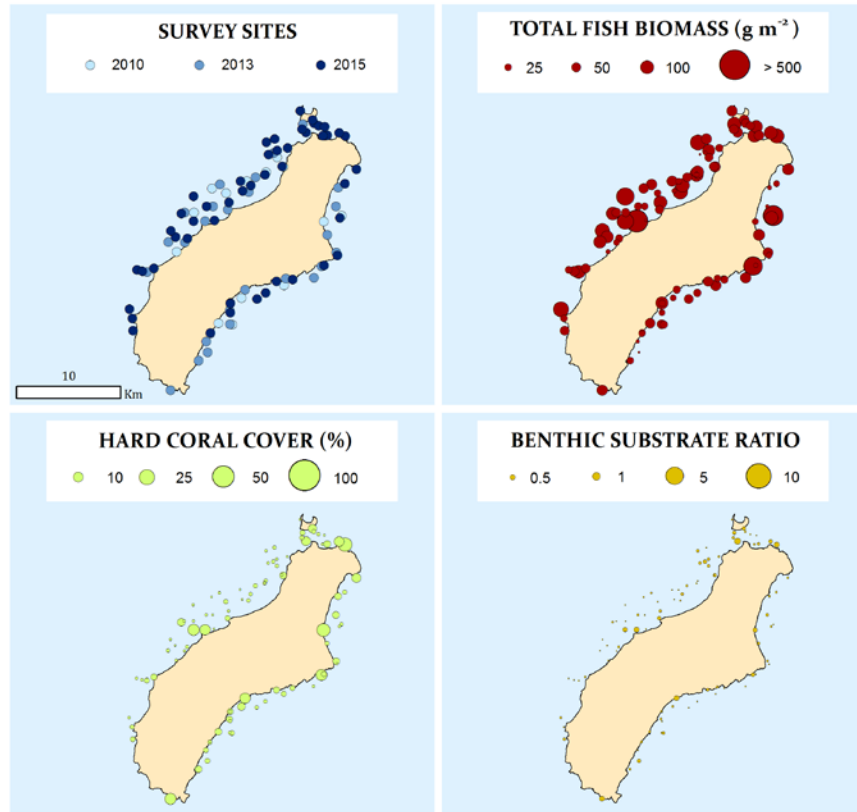 SURVEY SITES
2010 2013 2015
10
Km
TOTAL FISH BIOMASS (g m⁻²)
25 50 100 > 500
HARD CORAL COVER (%)
10 25 50 100
BENTHIC SUBSTRATE RATIO
0.5 1 5 10